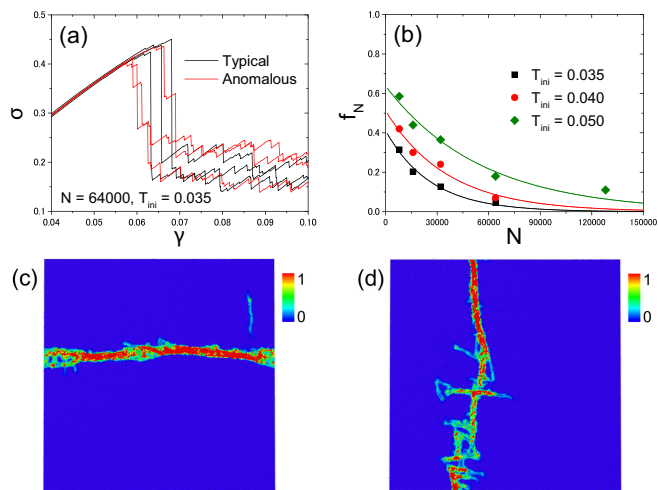 (a)
Typical
Anomalous
N = 64000, T_ini = 0.035
σ
0.5
0.4
0.3
0.2
0.1
0.04 0.05 0.06 0.07 0.08 0.09 0.10
γ
(b)
T_ini = 0.035
T_ini = 0.040
T_ini = 0.050
f_N
1.0
0.8
0.6
0.4
0.2
0.0
0 30000 60000 90000 120000 150000
N
(c)
1
0
(d)
1
0